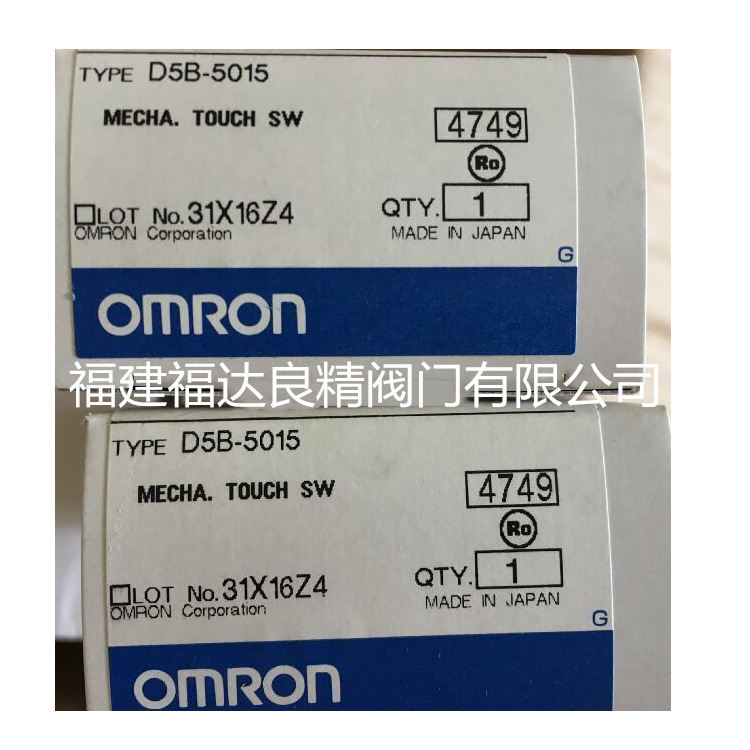 TYPE D5B-5015
MECHA. TOUCH SW
4749
Ro
□LOT No.31X16Z4
QTY. 1
OMRON Corporation
MADE IN JAPAN
G
OMRON
福建福达良精阀门有限公司
TYPE D5B-5015
MECHA. TOUCH SW
4749
Ro
□LOT No.31X16Z4
QTY. 1
OMRON Corporation
MADE IN JAPAN
G
OMRON